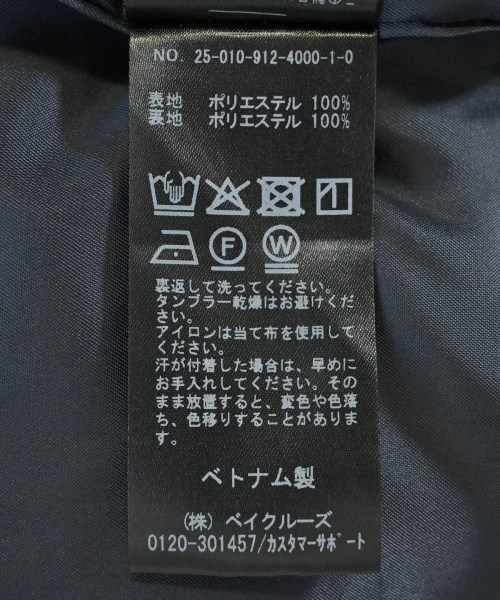 NO. 25-010-912-4000-1-0
表地 ポリエステル 100%
裏地 ポリエステル 100%
F
W
裏返して洗ってください。
タンブラー乾燥はお避けくだ
さい。
アイロンは当て布を使用して
ください。
汗が付着した場合は、早めに
お手入れしてください。その
まま放置すると、変色や色落
ち、色移りすることがありま
す。
ベトナム製
(株) ベイクルーズ
0120-301457/カスタマーサポート